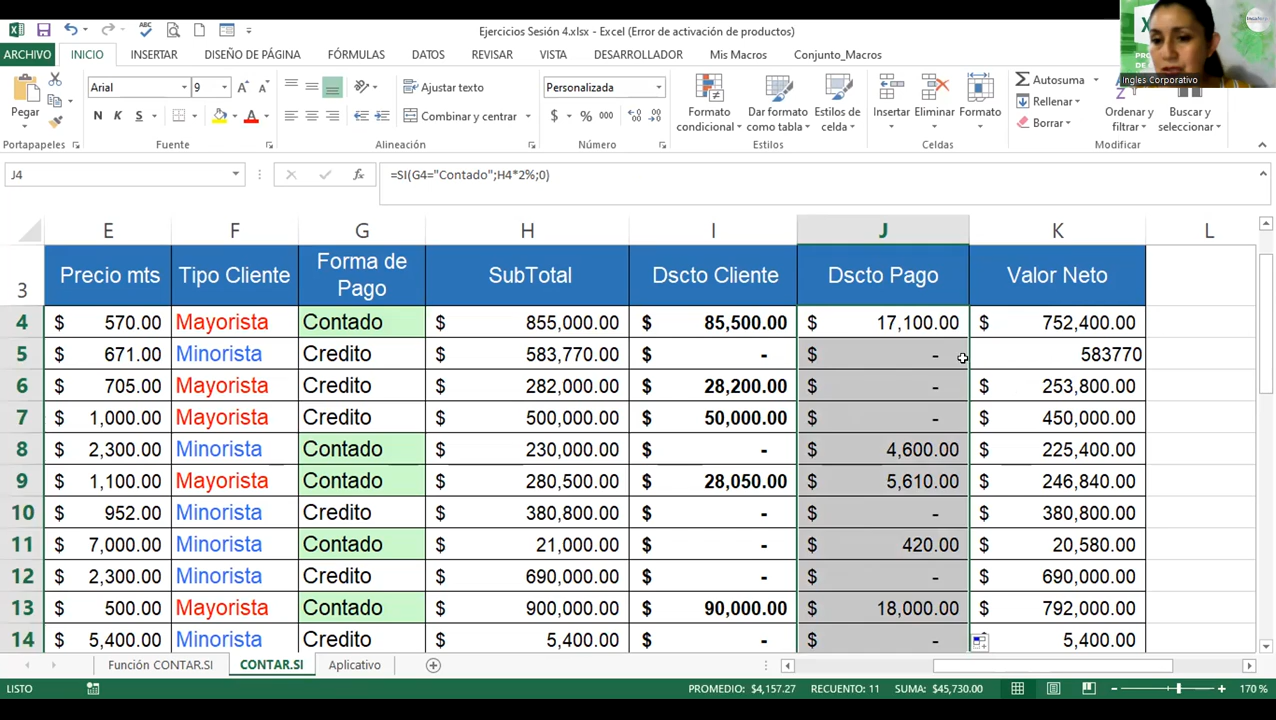 Ejercicios Sesión 4.xlsx - Excel (Error de activación de productos)
ARCHIVO INICIO INSERTAR DISEÑO DE PÁGINA FÓRMULAS DATOS REVISAR VISTA DESARROLLADOR Mis Macros Conjunto_Macros
Ingles Corporativo
Pegar
Arial 9
N K S
Ajustar texto
Combinar y centrar
Personalizada
$ % 000
Formato condicional
Dar formato como tabla
Estilos de celda
Insertar Eliminar Formato
Autosuma
Rellenar
Borrar
Ordenar y filtrar
Buscar y seleccionar
Portapapeles Fuente Alineación Número Estilos Celdas Modificar
J4 fx =SI(G4="Contado";H4*2%;0)
E F G H I J K L
3 Precio mts Tipo Cliente Forma de Pago SubTotal Dscto Cliente Dscto Pago Valor Neto
4 $ 570.00 Mayorista Contado $ 855,000.00 $ 85,500.00 $ 17,100.00 $ 752,400.00
5 $ 671.00 Minorista Credito $ 583,770.00 $ - $ - 583770
6 $ 705.00 Mayorista Credito $ 282,000.00 $ 28,200.00 $ - $ 253,800.00
7 $ 1,000.00 Mayorista Credito $ 500,000.00 $ 50,000.00 $ - $ 450,000.00
8 $ 2,300.00 Minorista Contado $ 230,000.00 $ - $ 4,600.00 $ 225,400.00
9 $ 1,100.00 Mayorista Contado $ 280,500.00 $ 28,050.00 $ 5,610.00 $ 246,840.00
10 $ 952.00 Minorista Credito $ 380,800.00 $ - $ - $ 380,800.00
11 $ 7,000.00 Minorista Contado $ 21,000.00 $ - $ 420.00 $ 20,580.00
12 $ 2,300.00 Minorista Credito $ 690,000.00 $ - $ - $ 690,000.00
13 $ 500.00 Mayorista Contado $ 900,000.00 $ 90,000.00 $ 18,000.00 $ 792,000.00
14 $ 5,400.00 Minorista Credito $ 5,400.00 $ - $ - $ 5,400.00
Función CONTAR.SI CONTAR.SI Aplicativo
LISTO PROMEDIO: $4,157.27 RECUENTO: 11 SUMA: $45,730.00 170 %